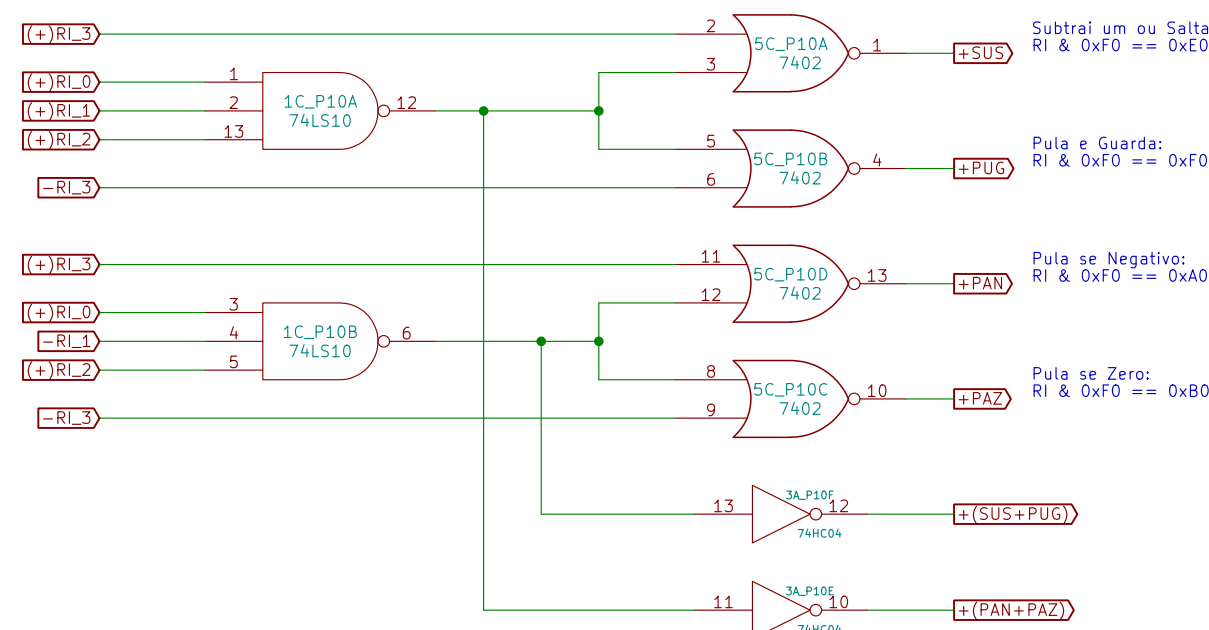 (+)RI_3
2
5C_P10A
7402
3
1
+SUS
Subtrai um ou Salta
RI & 0xF0 == 0xE0
(+)RI_0
1
(+)RI_1
2
(+)RI_2
13
1C_P10A
74LS10
12
5
5C_P10B
7402
6
4
+PUG
Pula e Guarda:
RI & 0xF0 == 0xF0
-RI_3
(+)RI_3
11
5C_P10D
7402
12
13
+PAN
Pula se Negativo:
RI & 0xF0 == 0xA0
(+)RI_0
3
-RI_1
4
(+)RI_2
5
1C_P10B
74LS10
6
8
5C_P10C
7402
9
10
+PAZ
Pula se Zero:
RI & 0xF0 == 0xB0
-RI_3
13
3A_P10F
12
74HC04
+(SUS+PUG)
11
3A_P10E
10
74HC04
+(PAN+PAZ)